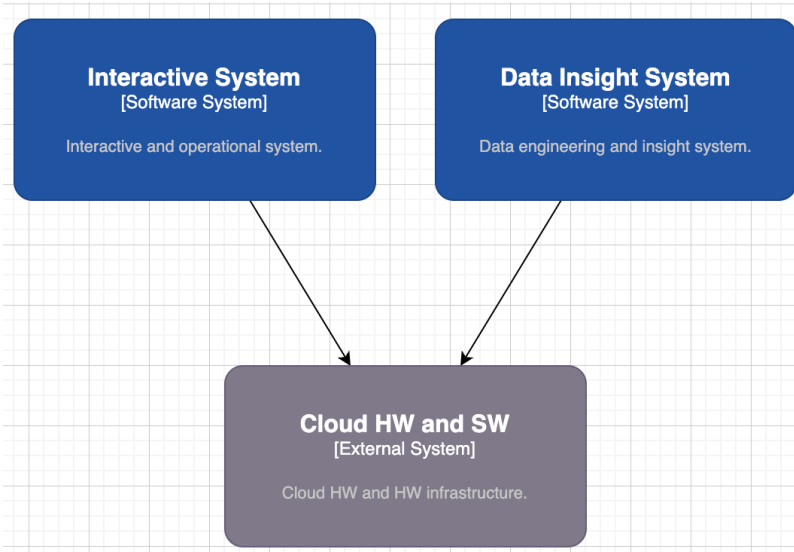 Interactive System
[Software System]
Interactive and operational system.
Data Insight System
[Software System]
Data engineering and insight system.
Cloud HW and SW
[External System]
Cloud HW and HW infrastructure.